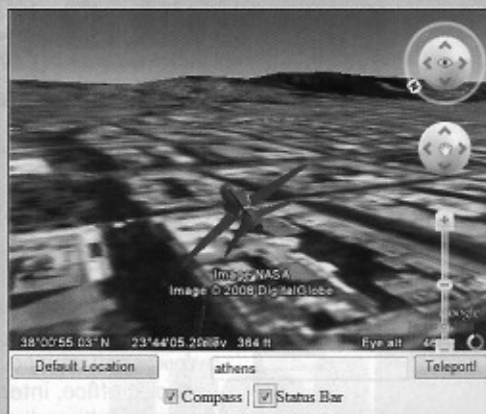 Image NASA
Image © 2008 DigitalGlobe
38°00'55.03" N 23°44'05.29 elev 364 ft Eye alt
Default Location athens Teleport!
Compass | Status Bar